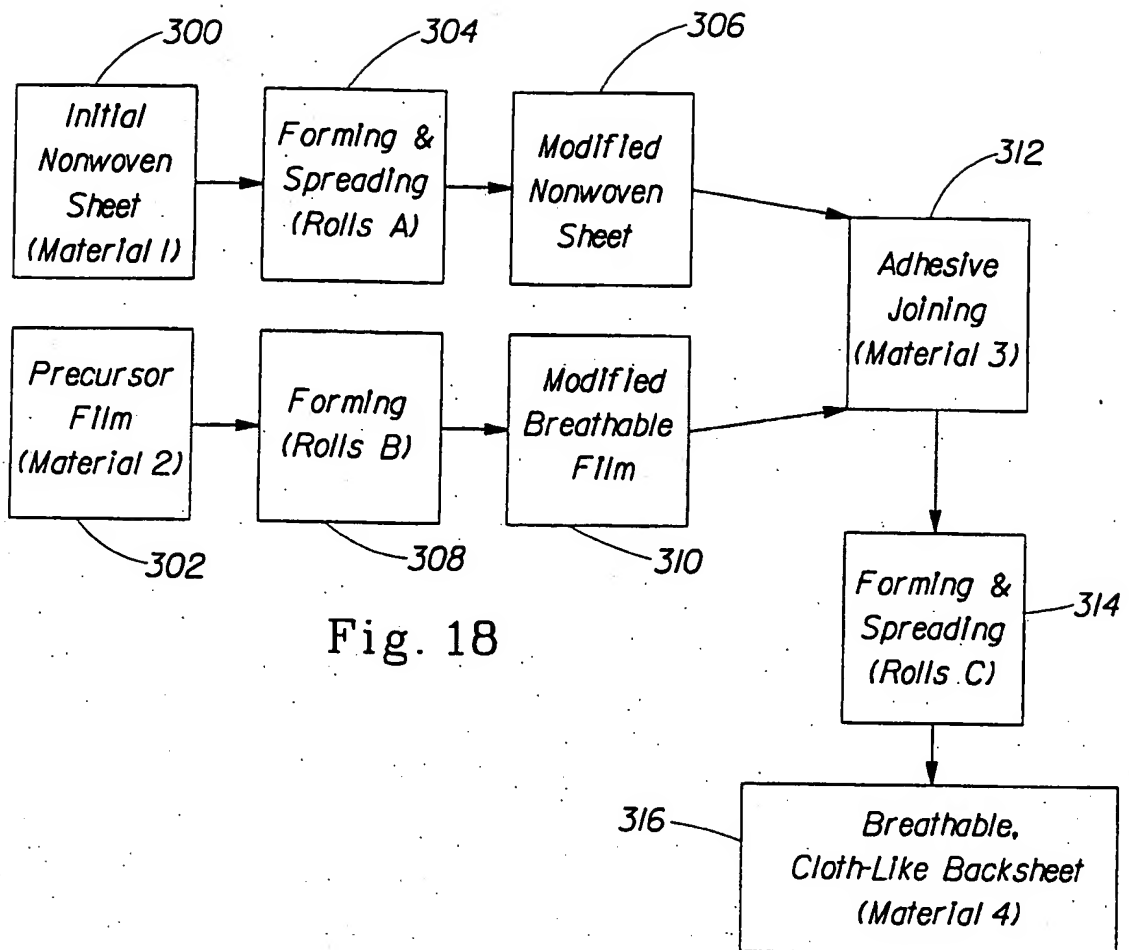 300
Initial
Nonwoven
Sheet
(Material 1)
304
Forming &
Spreading
(Rolls A)
306
Modified
Nonwoven
Sheet
312
Adhesive
Joining
(Material 3)
Precursor
Film
(Material 2)
302
Forming
(Rolls B)
308
Modified
Breathable
Film
310
Forming &
Spreading
(Rolls C)
314
316
Breathable,
Cloth-Like Backsheet
(Material 4)
Fig. 18